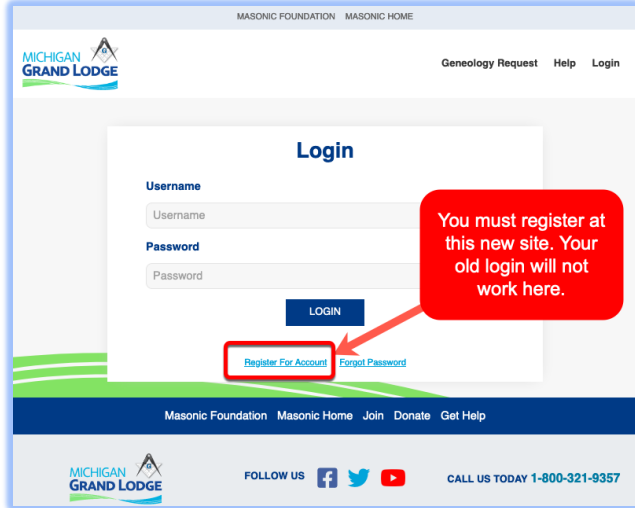 MASONIC FOUNDATION MASONIC HOME
MICHIGAN
GRAND LODGE
Geneology Request Help Login
Login
Username
Username
Password
Password
LOGIN
You must register at
this new site. Your
old login will not
work here.
Register For Account Forgot Password
Masonic Foundation Masonic Home Join Donate Get Help
MICHIGAN
GRAND LODGE
FOLLOW US
CALL US TODAY 1-800-321-9357